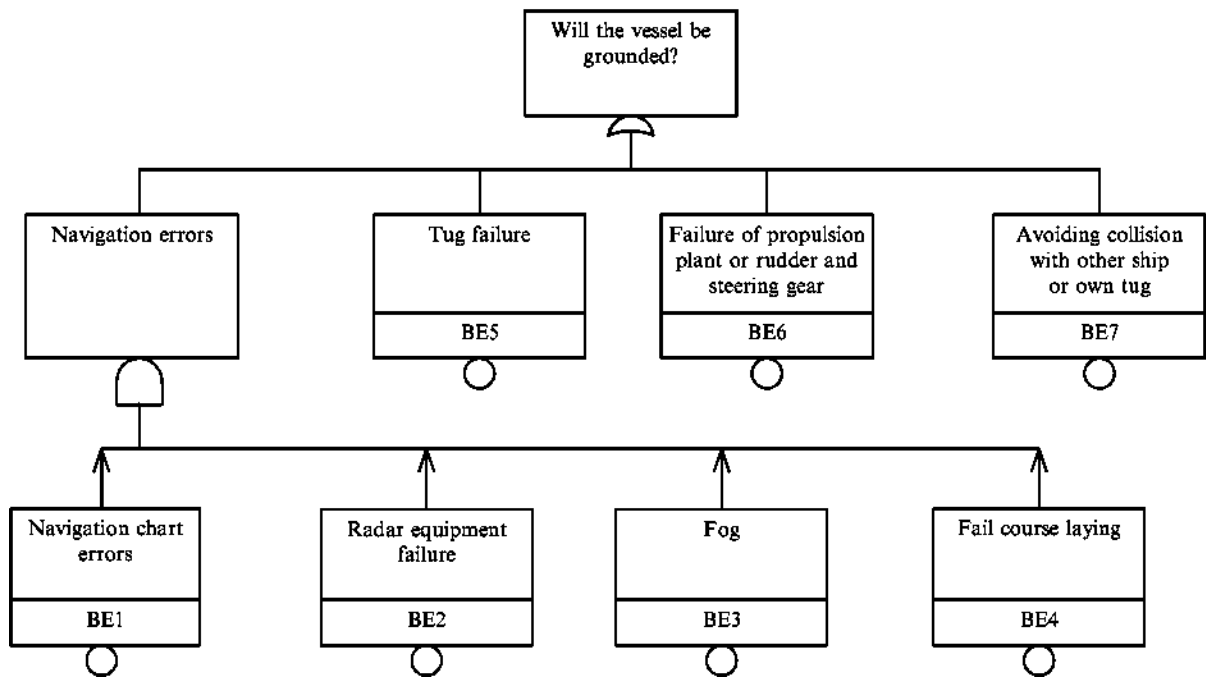 Will the vessel be
grounded?
Navigation errors
Tug failure
BE5
Failure of propulsion
plant or rudder and
steering gear
BE6
Avoiding collision
with other ship
or own tug
BE7
Navigation chart
errors
BE1
Radar equipment
failure
BE2
Fog
BE3
Fail course laying
BE4